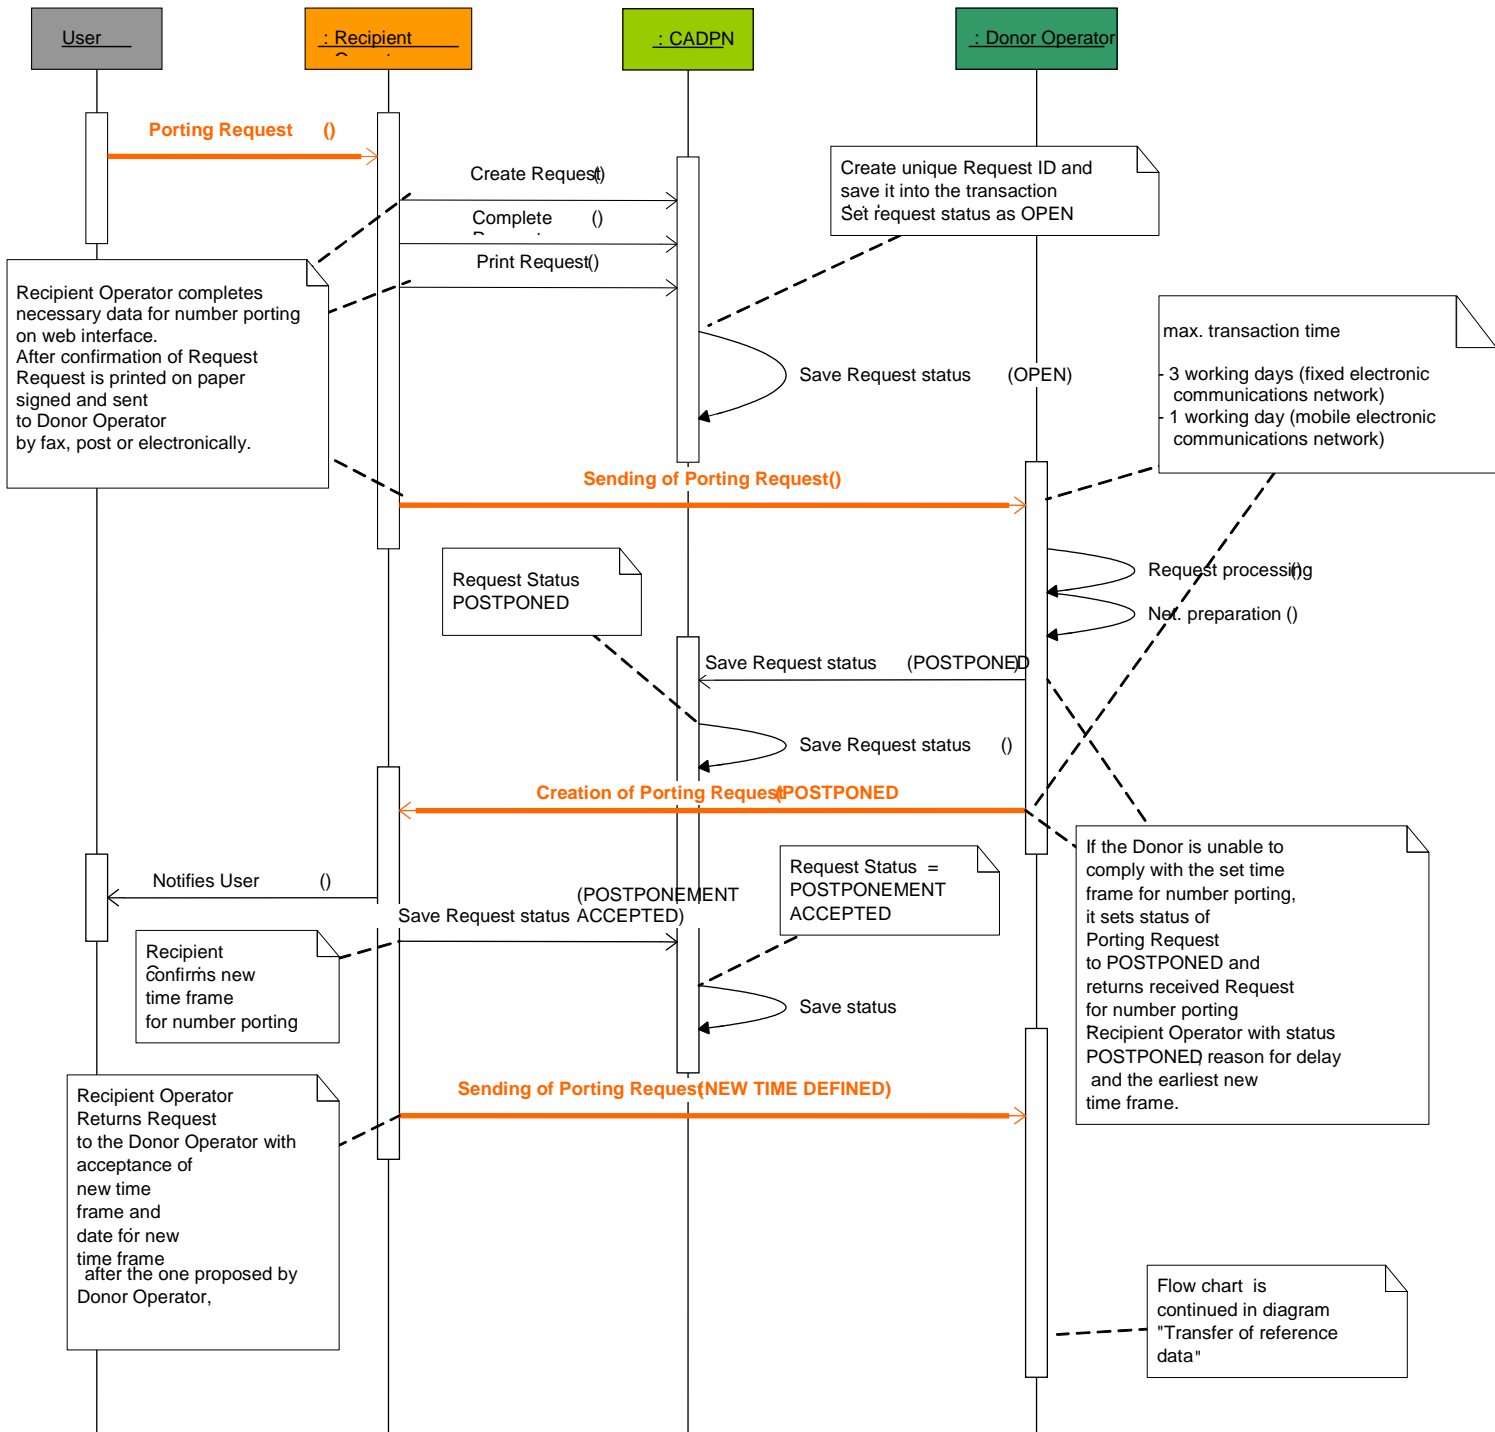 User
: Recipient
: CADPN
: Donor Operator
Porting Request ()
Create Request()
Complete ()
Print Request()
Create unique Request ID and
save it into the transaction
Set request status as OPEN
Recipient Operator completes
necessary data for number porting
on web interface.
After confirmation of Request
Request is printed on paper
signed and sent
to Donor Operator
by fax, post or electronically.
max. transaction time
- 3 working days (fixed electronic
communications network)
- 1 working day (mobile electronic
communications network)
Save Request status (OPEN)
Sending of Porting Request()
Request Status
POSTPONED
Request processing()
Net. preparation ()
Save Request status (POSTPONED)
Save Request status ()
Creation of Porting Request(POSTPONED
Notifies User ()
(POSTPONEMENT
Save Request status ACCEPTED)
Request Status =
POSTPONEMENT
ACCEPTED
Recipient
confirms new
time frame
for number porting
Save status
If the Donor is unable to
comply with the set time
frame for number porting,
it sets status of
Porting Request
to POSTPONED and
returns received Request
for number porting
Recipient Operator with status
POSTPONED, reason for delay
and the earliest new
time frame.
Sending of Porting Request(NEW TIME DEFINED)
Recipient Operator
Returns Request
to the Donor Operator with
acceptance of
new time
frame and
date for new
time frame
after the one proposed by
Donor Operator,
Flow chart is
continued in diagram
"Transfer of reference
data"